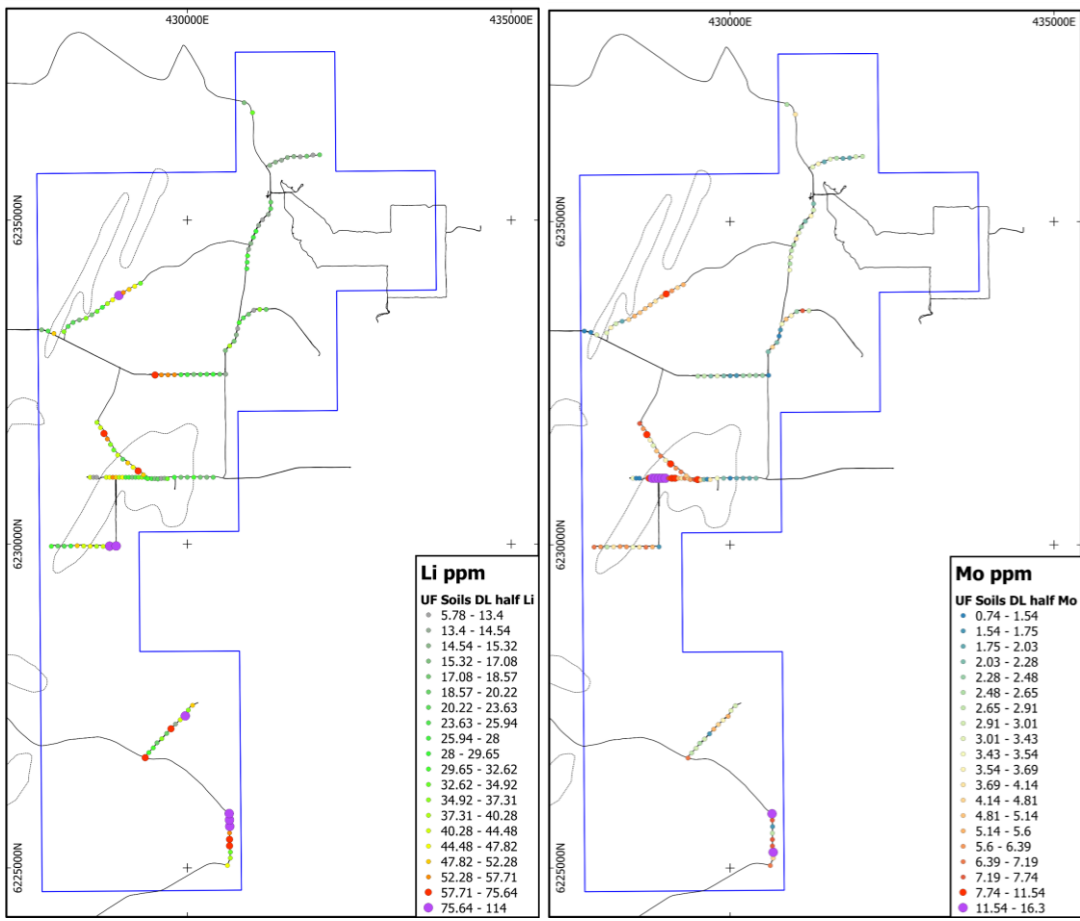 430000E
435000E
430000E
435000E
6235000N
6230000N
6225000N
6235000N
6230000N
6225000N
Li ppm
UF Soils DL half Li
5.78 - 13.4
13.4 - 14.54
14.54 - 15.32
15.32 - 17.08
17.08 - 18.57
18.57 - 20.22
20.22 - 23.63
23.63 - 25.94
25.94 - 28
28 - 29.65
29.65 - 32.62
32.62 - 34.92
34.92 - 37.31
37.31 - 40.28
40.28 - 44.48
44.48 - 47.82
47.82 - 52.28
52.28 - 57.71
57.71 - 75.64
75.64 - 114
Mo ppm
UF Soils DL half Mo
0.74 - 1.54
1.54 - 1.75
1.75 - 2.03
2.03 - 2.28
2.28 - 2.48
2.48 - 2.65
2.65 - 2.91
2.91 - 3.01
3.01 - 3.43
3.43 - 3.54
3.54 - 3.69
3.69 - 4.14
4.14 - 4.81
4.81 - 5.14
5.14 - 5.6
5.6 - 6.39
6.39 - 7.19
7.19 - 7.74
7.74 - 11.54
11.54 - 16.3